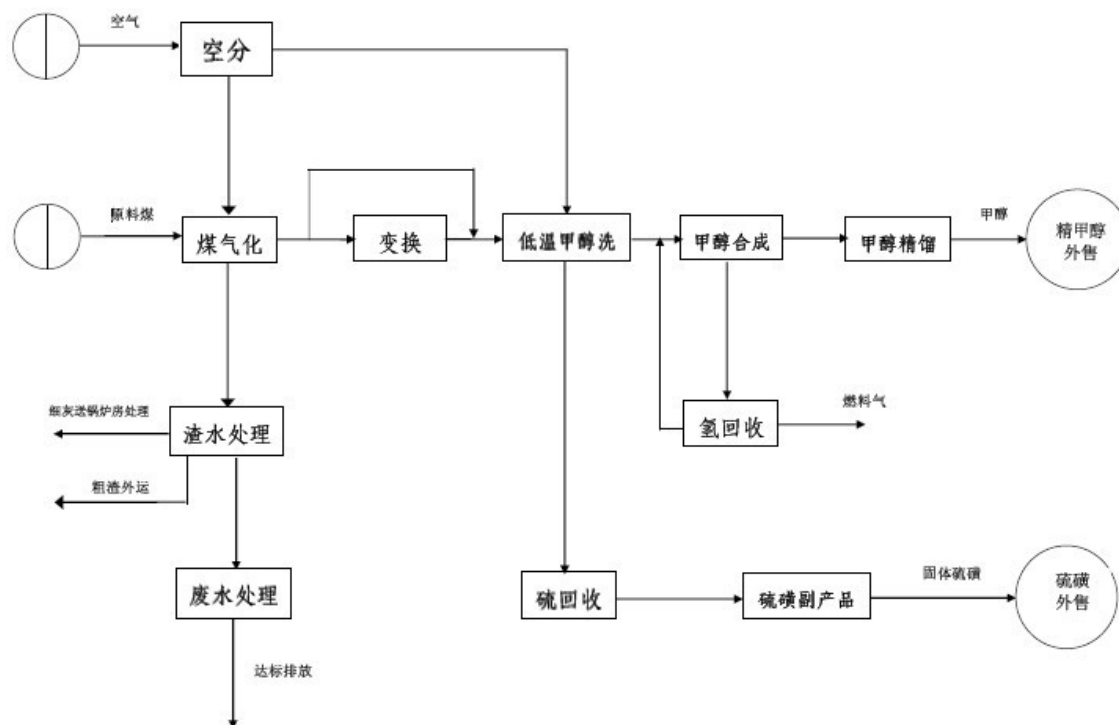 空气
空分
原料煤
煤气化
变换
低温甲醇洗
甲醇合成
甲醇精馏
甲醇
精甲醇
外售
细灰送锅炉房处理
渣水处理
氢回收
燃料气
粗渣外运
废水处理
硫回收
硫磺副产品
固体硫磺
硫磺
外售
达标排放